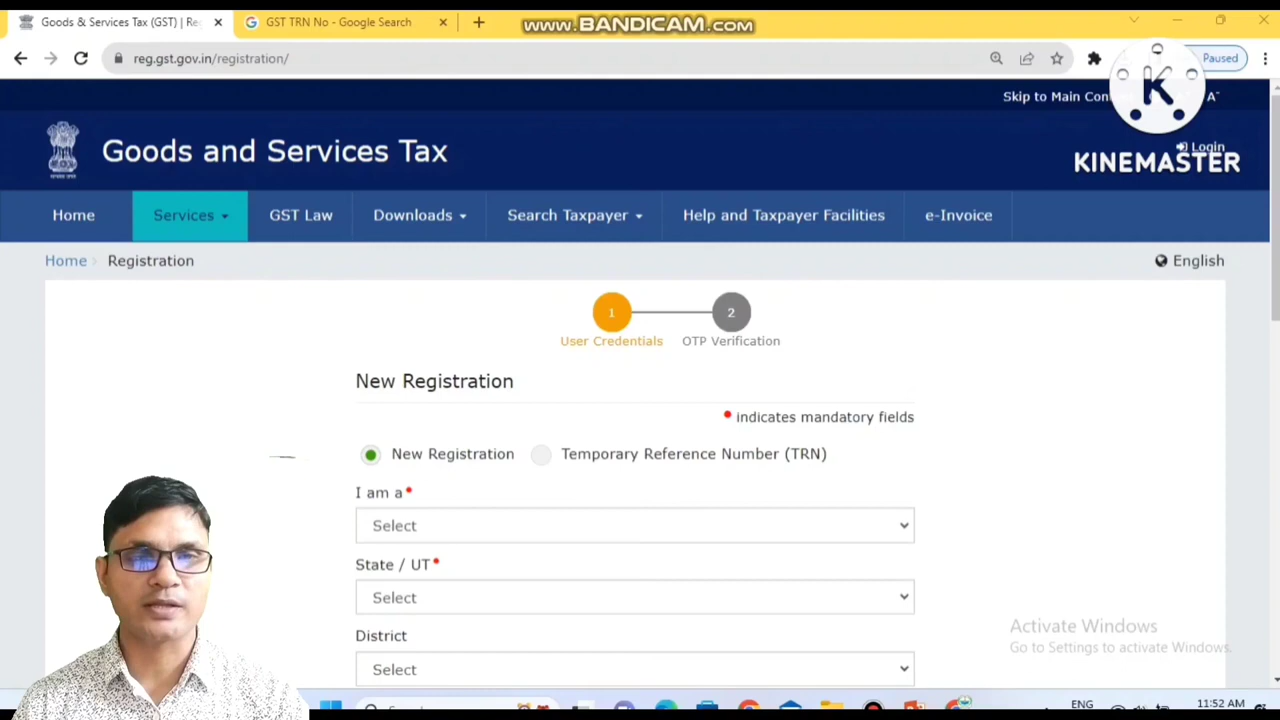 Goods & Services Tax (GST) | Re
GST TRN No - Google Search
www.BANDICAM.com
reg.gst.gov.in/registration/
Paused
Skip to Main Con
A-
Goods and Services Tax
Login
K
KINEMASTER
Home
Services
GST Law
Downloads
Search Taxpayer
Help and Taxpayer Facilities
e-Invoice
Home
Registration
English
1
2
User Credentials
OTP Verification
New Registration
• indicates mandatory fields
New Registration
Temporary Reference Number (TRN)
I am a•
Select
State / UT•
Select
District
Select
Activate Windows
Go to Settings to activate Windows.
ENG
11:52 AM